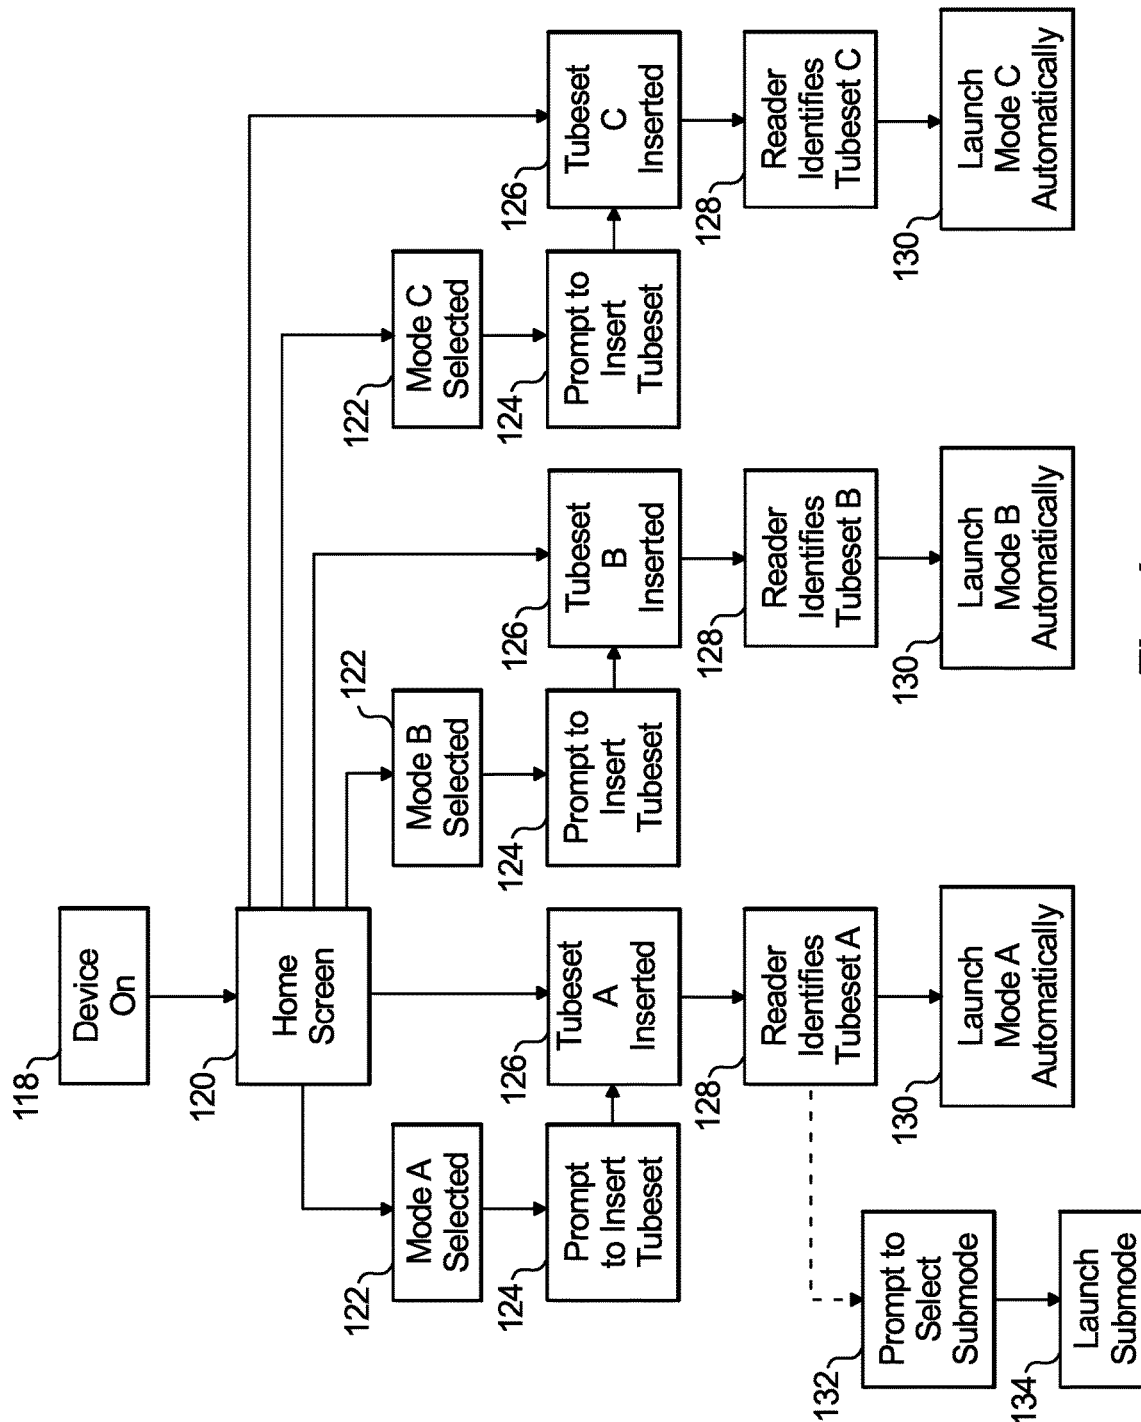 118
Device
On
120
Home
Screen
122
Mode A
Selected
122
Mode B
Selected
122
Mode C
Selected
124
Prompt
to Insert
Tubeset
126
Tubeset
A
Inserted
124
Prompt to
Insert
Tubeset
126
Tubeset
B
Inserted
124
Prompt to
Insert
Tubeset
126
Tubeset
C
Inserted
128
Reader
Identifies
Tubeset A
128
Reader
Identifies
Tubeset B
128
Reader
Identifies
Tubeset C
132
Prompt to
Select
Submode
130
Launch
Mode A
Automatically
130
Launch
Mode B
Automatically
130
Launch
Mode C
Automatically
134
Launch
Submode